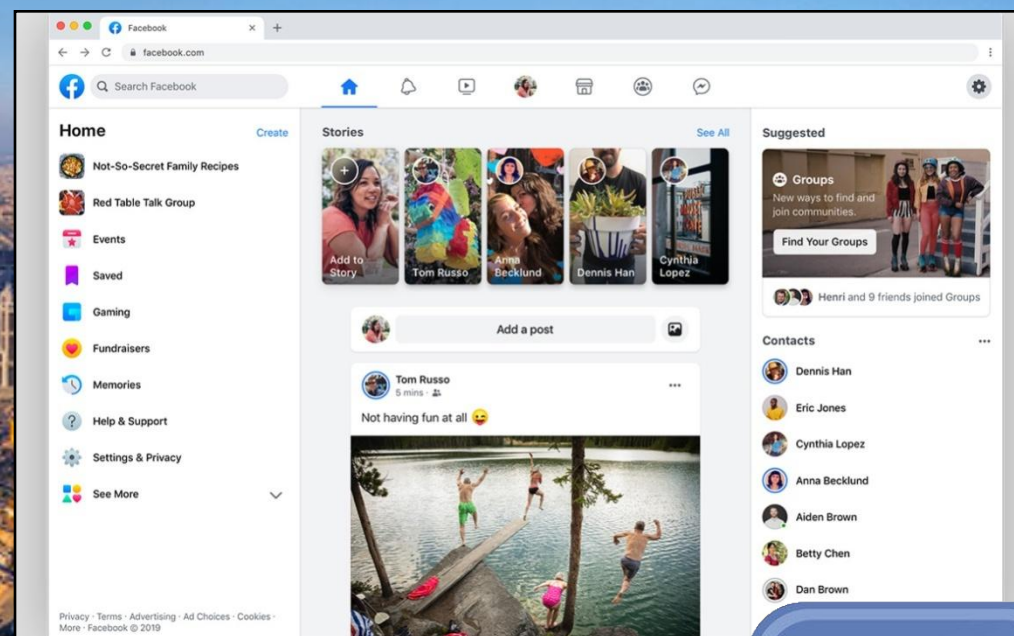 Facebook
facebook.com
Search Facebook
Home
Create
Not-So-Secret Family Recipes
Red Table Talk Group
Events
Saved
Gaming
Fundraisers
Memories
Help & Support
Settings & Privacy
See More
Privacy · Terms · Advertising · Ad Choices · Cookies ·
More · Facebook © 2019
Stories
See All
Add to
Story
Tom Russo
Anna
Becklund
Dennis Han
Cynthia
Lopez
Add a post
Tom Russo
5 mins ·
Not having fun at all 😜
Suggested
Groups
New ways to find and
join communities.
Find Your Groups
Henri and 9 friends joined Groups
Contacts
Dennis Han
Eric Jones
Cynthia Lopez
Anna Becklund
Aiden Brown
Betty Chen
Dan Brown